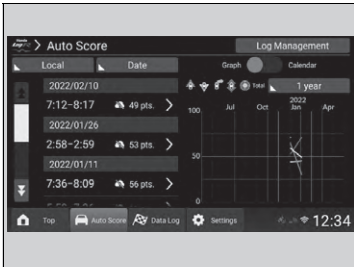 Auto Score
Log Management
Local
Date
Graph
Calendar
2022/02/10
Total
1 year
7:12-8:17 49 pts.
2022/01/26
2:58-2:59 53 pts.
2022/01/11
7:36-8:09 56 pts.
100
50
0
Jul Oct 2022 Jan Apr
Top
Auto Score
Data Log
Settings
12:34